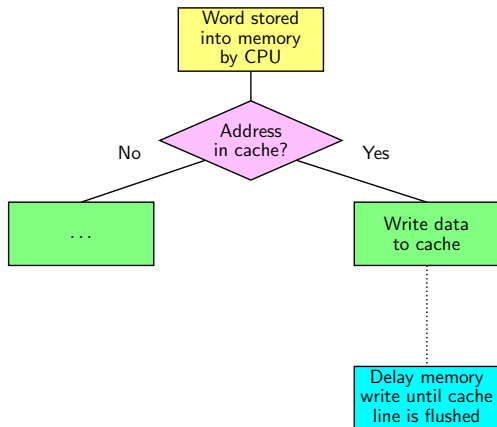 Word stored
into memory
by CPU
Address
in cache?
No
Yes
...
Write data
to cache
Delay memory
write until cache
line is flushed